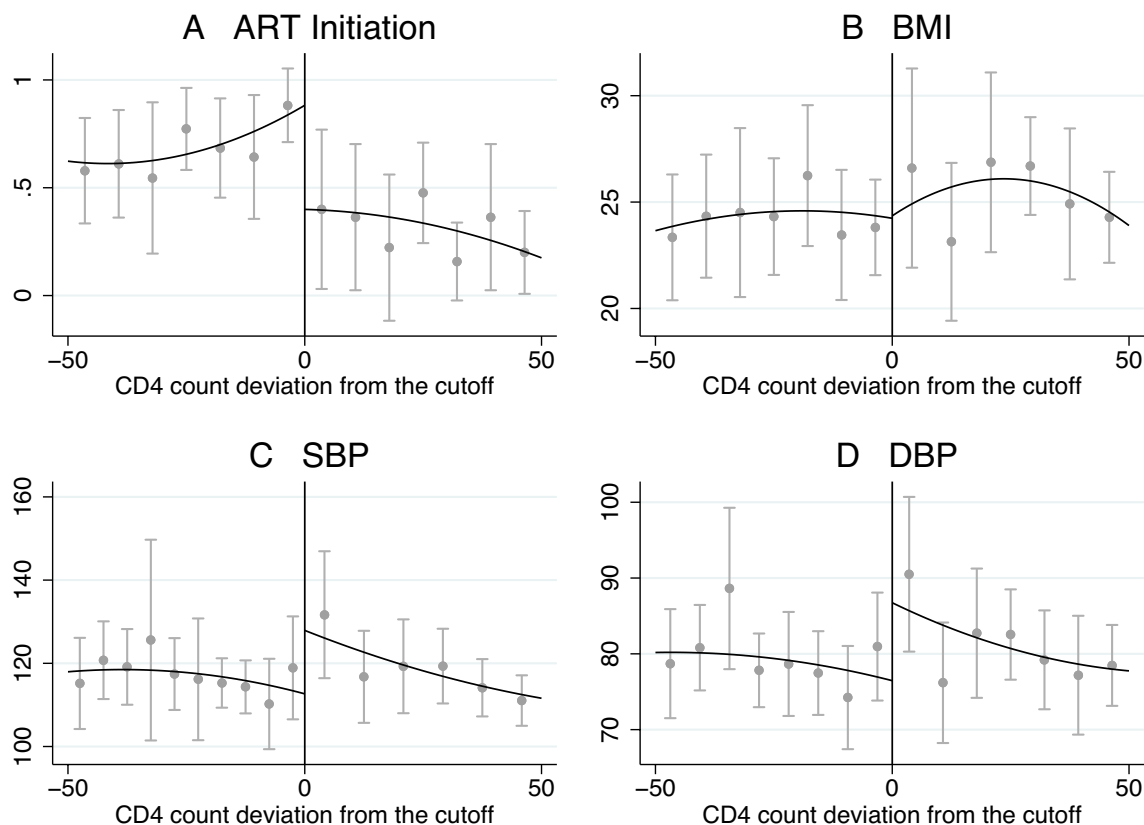 A ART Initiation
1
.5
0
−50 0 50
CD4 count deviation from the cutoff
B BMI
30
25
20
−50 0 50
CD4 count deviation from the cutoff
C SBP
160
140
120
100
−50 0 50
CD4 count deviation from the cutoff
D DBP
100
90
80
70
−50 0 50
CD4 count deviation from the cutoff